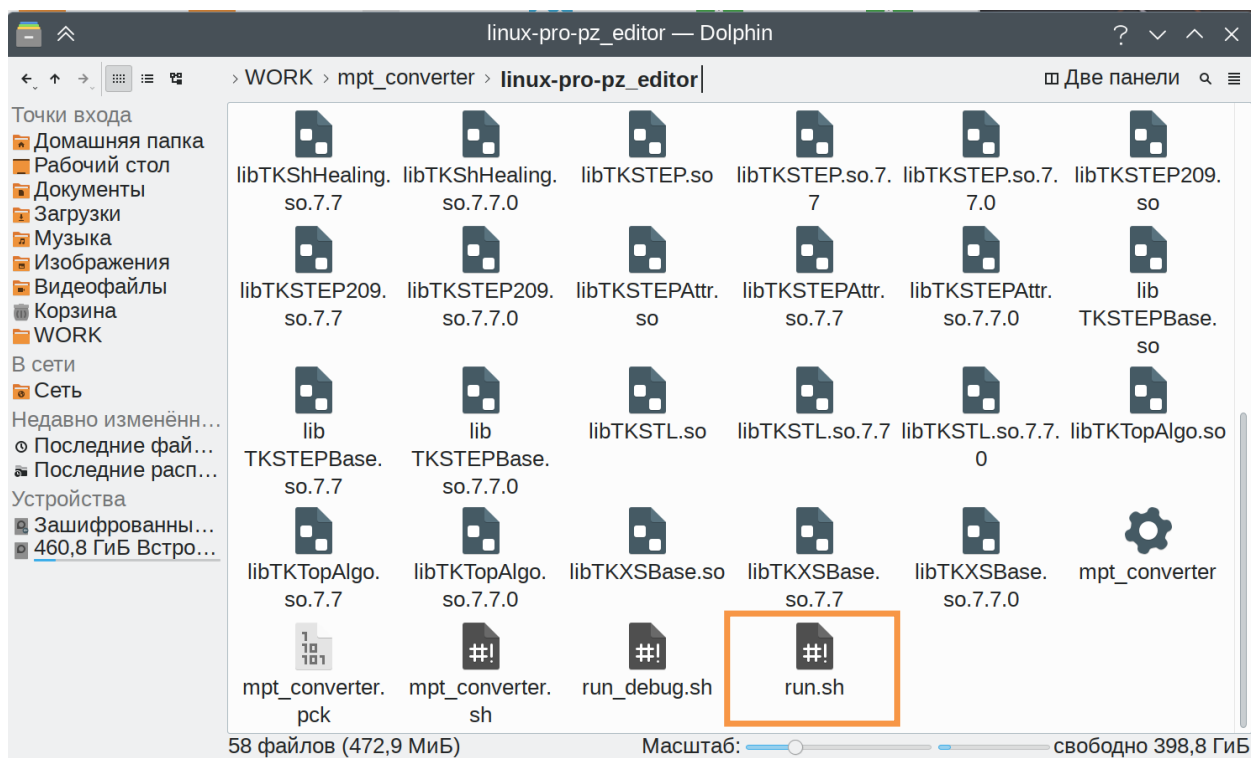 linux-pro-pz_editor — Dolphin
WORK › mpt_converter › linux-pro-pz_editor
Две панели
Точки входа
Домашняя папка
Рабочий стол
Документы
Загрузки
Музыка
Изображения
Видеофайлы
Корзина
WORK
В сети
Сеть
Недавно изменённ…
Последние фай…
Последние расп…
Устройства
Зашифрованны…
460,8 ГиБ Встро…
libTKShHealing.
so.7.7
libTKShHealing.
so.7.7.0
libTKSTEP.so
libTKSTEP.so.7.
7
libTKSTEP.so.7.
7.0
libTKSTEP209.
so
libTKSTEP209.
so.7.7
libTKSTEP209.
so.7.7.0
libTKSTEPAttr.
so
libTKSTEPAttr.
so.7.7
libTKSTEPAttr.
so.7.7.0
lib
TKSTEPBase.
so
lib
TKSTEPBase.
so.7.7
lib
TKSTEPBase.
so.7.7.0
libTKSTL.so
libTKSTL.so.7.7
libTKSTL.so.7.7.
0
libTKTopAlgo.so
libTKTopAlgo.
so.7.7
libTKTopAlgo.
so.7.7.0
libTKXSBase.so
libTKXSBase.
so.7.7
libTKXSBase.
so.7.7.0
mpt_converter
mpt_converter.
pck
mpt_converter.
sh
run_debug.sh
run.sh
58 файлов (472,9 МиБ)
Масштаб:
свободно 398,8 ГиБ